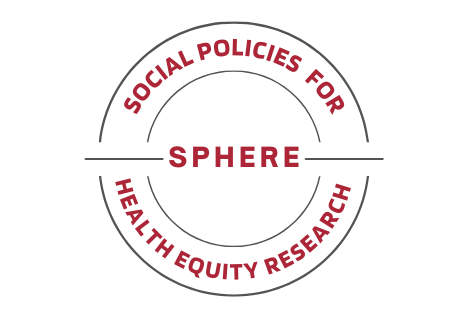 SOCIAL POLICIES FOR
SPHERE
HEALTH EQUITY RESEARCH